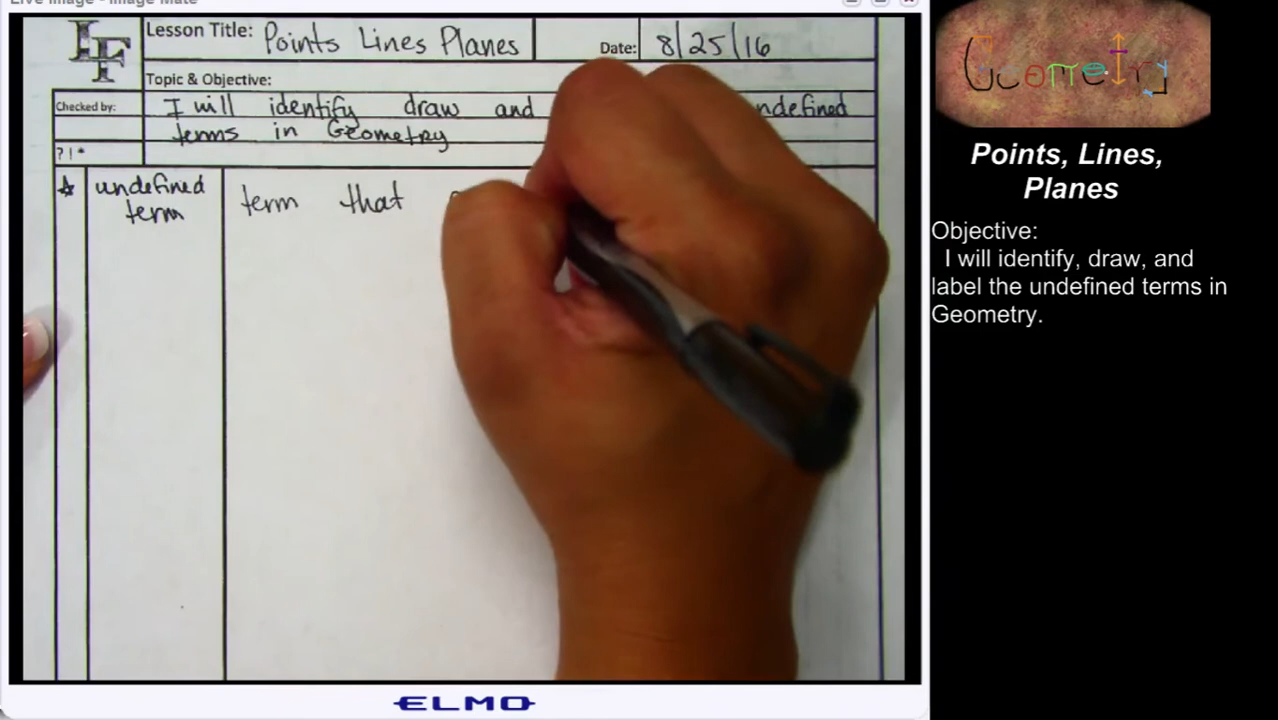 Live Image - Image Mate
LF
Lesson Title: Points Lines Planes
Date: 8/25/16
Topic & Objective:
Checked by:
I will identify draw and undefined
terms in Geometry
? ! *
undefined
term
term that
ELMO
Geometry
Points, Lines,
Planes
Objective:
I will identify, draw, and
label the undefined terms in
Geometry.